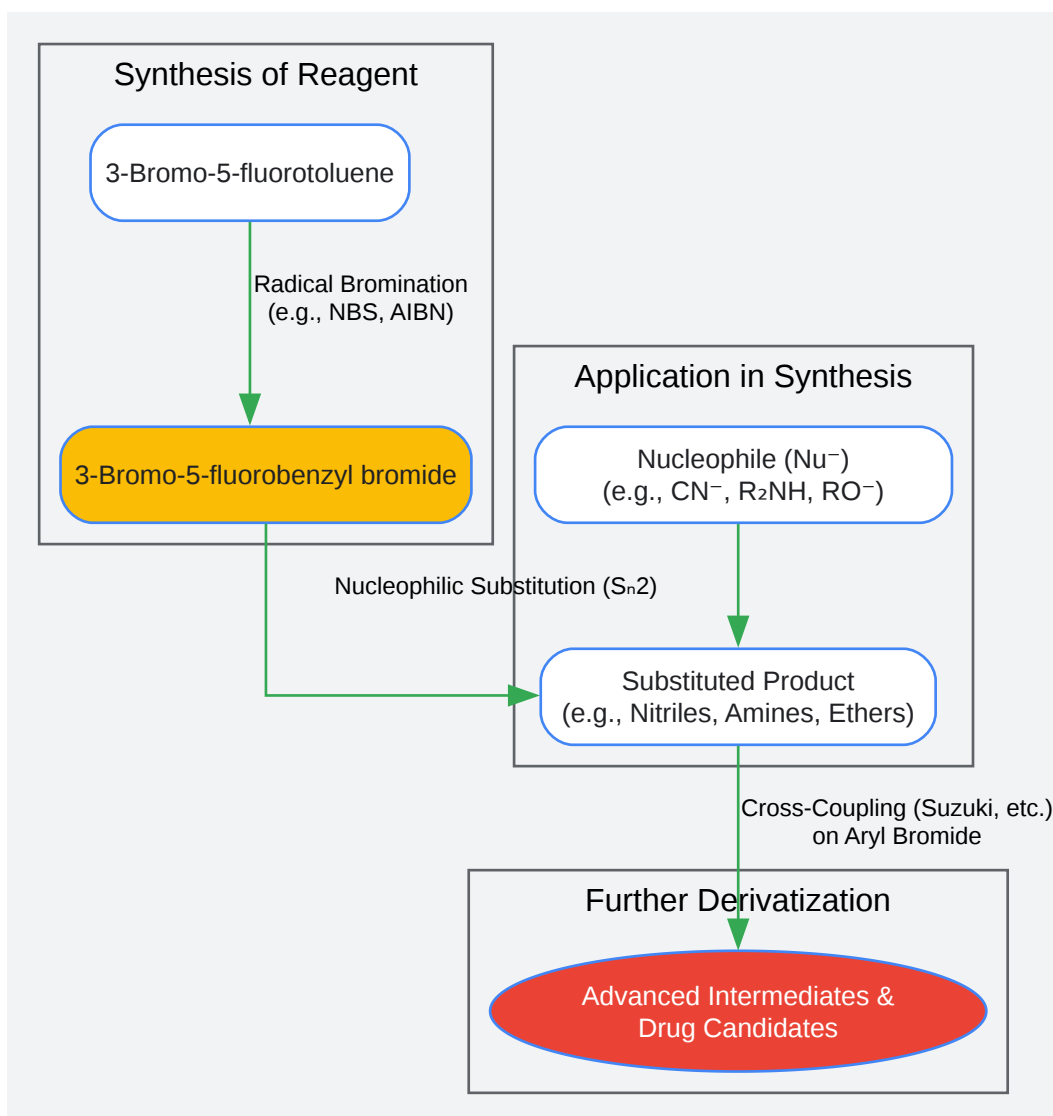 Synthesis of Reagent
3-Bromo-5-fluorotoluene
Radical Bromination
(e.g., NBS, AIBN)
3-Bromo-5-fluorobenzyl bromide
Application in Synthesis
Nucleophile (Nu⁻)
(e.g., CN⁻, R₂NH, RO⁻)
Nucleophilic Substitution (Sₙ2)
Substituted Product
(e.g., Nitriles, Amines, Ethers)
Cross-Coupling (Suzuki, etc.)
on Aryl Bromide
Further Derivatization
Advanced Intermediates &
Drug Candidates